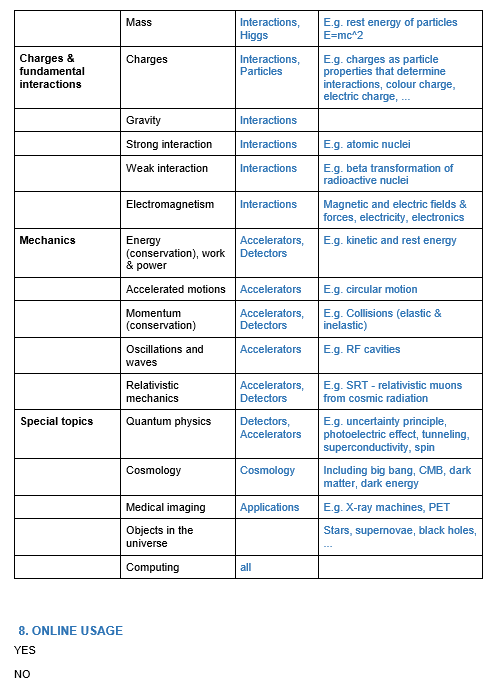 Mass Interactions, E.g. rest energy of particles
Higgs E=mc^2
Charges & Charges Interactions, E.g. charges as particle
fundamental Particles properties that determine
interactions interactions, colour charge,
electric charge, ...
Gravity Interactions
Strong interaction Interactions E.g. atomic nuclei
Weak interaction Interactions E.g. beta transformation of
radioactive nuclei
Electromagnetism Interactions Magnetic and electric fields &
forces, electricity, electronics
Mechanics Energy Accelerators, E.g. kinetic and rest energy
(conservation), work Detectors
& power
Accelerated motions Accelerators E.g. circular motion
Momentum Accelerators, E.g. Collisions (elastic &
(conservation) Detectors inelastic)
Oscillations and Accelerators E.g. RF cavities
waves
Relativistic Accelerators, E.g. SRT - relativistic muons
mechanics Detectors from cosmic radiation
Special topics Quantum physics Detectors, E.g. uncertainty principle,
Accelerators photoelectric effect, tunneling,
superconductivity, spin
Cosmology Cosmology Including big bang, CMB, dark
matter, dark energy
Medical imaging Applications E.g. X-ray machines, PET
Objects in the Stars, supernovae, black holes,
universe ...
Computing all
8. ONLINE USAGE
YES
NO